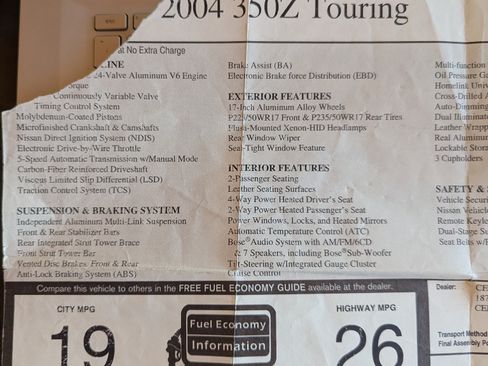 2004 350Z Touring
at No Extra Charge
LINE
24-Valve Aluminum V6 Engine
Torque
Continuously Variable Valve
Timing Control System
Molybdenum-Coated Pistons
Microfinished Crankshaft & Camshafts
Nissan Direct Ignition System (NDIS)
Electronic Drive-by-Wire Throttle
5-Speed Automatic Transmission w/Manual Mode
Carbon-Fiber Reinforced Driveshaft
Viscous Limited Slip Differential (LSD)
Traction Control System (TCS)
SUSPENSION & BRAKING SYSTEM
Independent Aluminum Multi-Link Suspension
Front & Rear Stabilizer Bars
Rear Integrated Strut Tower Brace
Front Strut Tower Bar
Vented Disc Brakes, Front & Rear
Anti-Lock Braking System (ABS)
Brake Assist (BA)
Electronic Brake force Distribution (EBD)
EXTERIOR FEATURES
17-Inch Aluminum Alloy Wheels
P225/50WR17 Front & P235/50WR17 Rear Tires
Flush-Mounted Xenon-HID Headlamps
Rear Window Wiper
Seal-Tight Window Feature
INTERIOR FEATURES
2-Passenger Seating
Leather Seating Surfaces
4-Way Power Heated Driver's Seat
2-Way Power Heated Passenger's Seat
Power Windows, Locks, and Heated Mirrors
Automatic Temperature Control (ATC)
Bose® Audio System with AM/FM/6CD
& 7 Speakers, including Bose® Sub-Woofer
Tilt-Steering w/Integrated Gauge Cluster
Cruise Control
Multi-function
Oil Pressure Ga
Homelink Univ
Cross-Drilled A
Auto-Dimming
Dual Illuminate
Leather Wrapp
Real Aluminum
Lockable Stora
3 Cupholders
SAFETY & S
Vehicle Securi
Nissan Vehicle
Remote Keyle
Dual-Stage Su
Seat Belts w/P
Compare this vehicle to others in the FREE FUEL ECONOMY GUIDE available at the dealer.
CITY MPG
19
Fuel Economy
Information
HIGHWAY MPG
26
Dealer:
CE
187
CE
Transport Method
Final Assembly Po